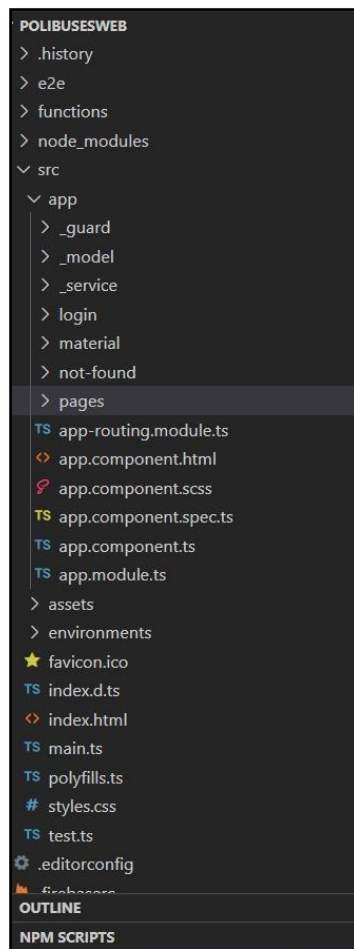 POLIBUSESWEB
.history
e2e
functions
node_modules
src
app
_guard
_model
_service
login
material
not-found
pages
TS app-routing.module.ts
<> app.component.html
app.component.scss
TS app.component.spec.ts
TS app.component.ts
TS app.module.ts
assets
environments
favicon.ico
TS index.d.ts
<> index.html
TS main.ts
TS polyfills.ts
# styles.css
TS test.ts
.editorconfig
OUTLINE
NPM SCRIPTS